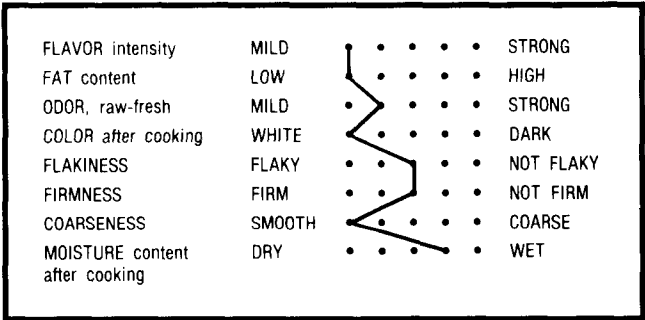 FLAVOR intensity MILD STRONG
FAT content LOW HIGH
ODOR, raw-fresh MILD STRONG
COLOR after cooking WHITE DARK
FLAKINESS FLAKY NOT FLAKY
FIRMNESS FIRM NOT FIRM
COARSENESS SMOOTH COARSE
MOISTURE content DRY WET
after cooking